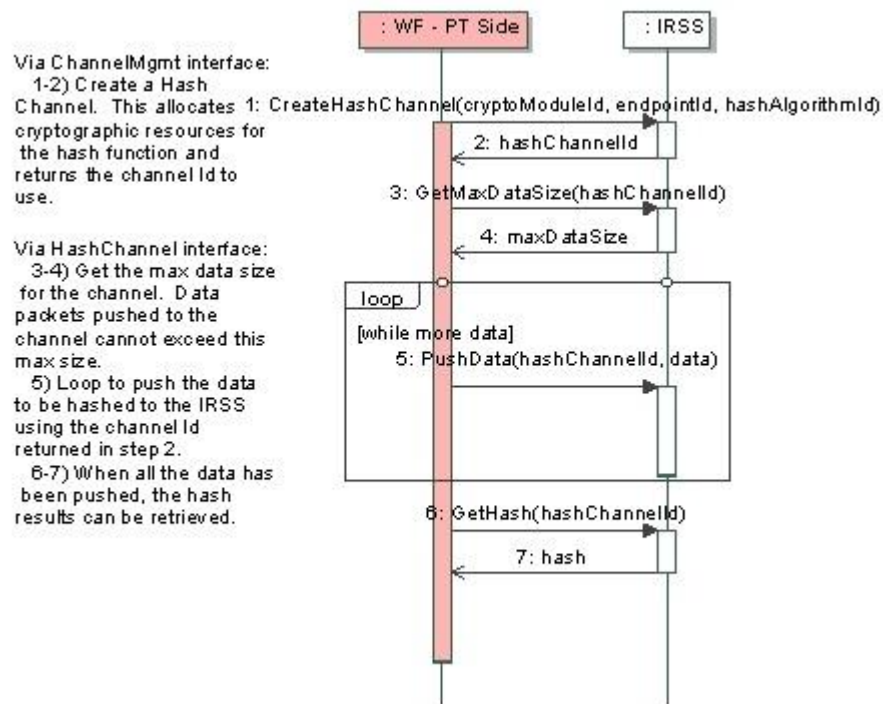 : WF - PT Side
: IRSS
Via ChannelMgmt interface:
1-2) Create a Hash
Channel. This allocates
cryptographic resources for
the hash function and
returns the channel Id to
use.
1: CreateHashChannel(cryptoModuleId, endpointId, hashAlgorithmId)
2: hashChannelId
3: GetMaxDataSize(hashChannelId)
4: maxDataSize
Via HashChannel interface:
3-4) Get the max data size
for the channel. Data
packets pushed to the
channel cannot exceed this
max size.
5) Loop to push the data
to be hashed to the IRSS
using the channel Id
returned in step 2.
6-7) When all the data has
been pushed, the hash
results can be retrieved.
loop
[while more data]
5: PushData(hashChannelId, data)
6: GetHash(hashChannelId)
7: hash